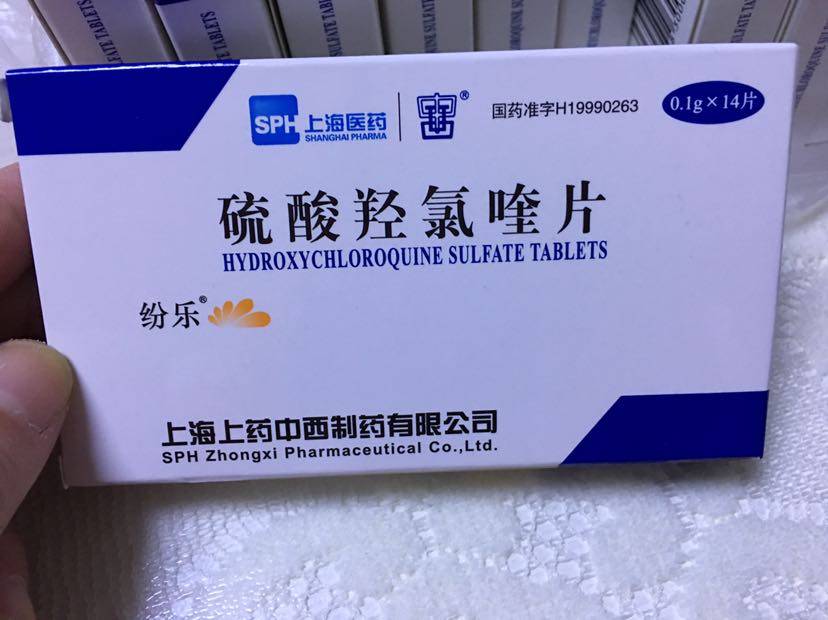 SPH 上海医药
SHANGHAI PHARMA
®
国药准字H19990263
0.1g×14片
硫酸羟氯喹片
HYDROXYCHLOROQUINE SULFATE TABLETS
纷乐®
上海上药中西制药有限公司
SPH Zhongxi Pharmaceutical Co.,Ltd.